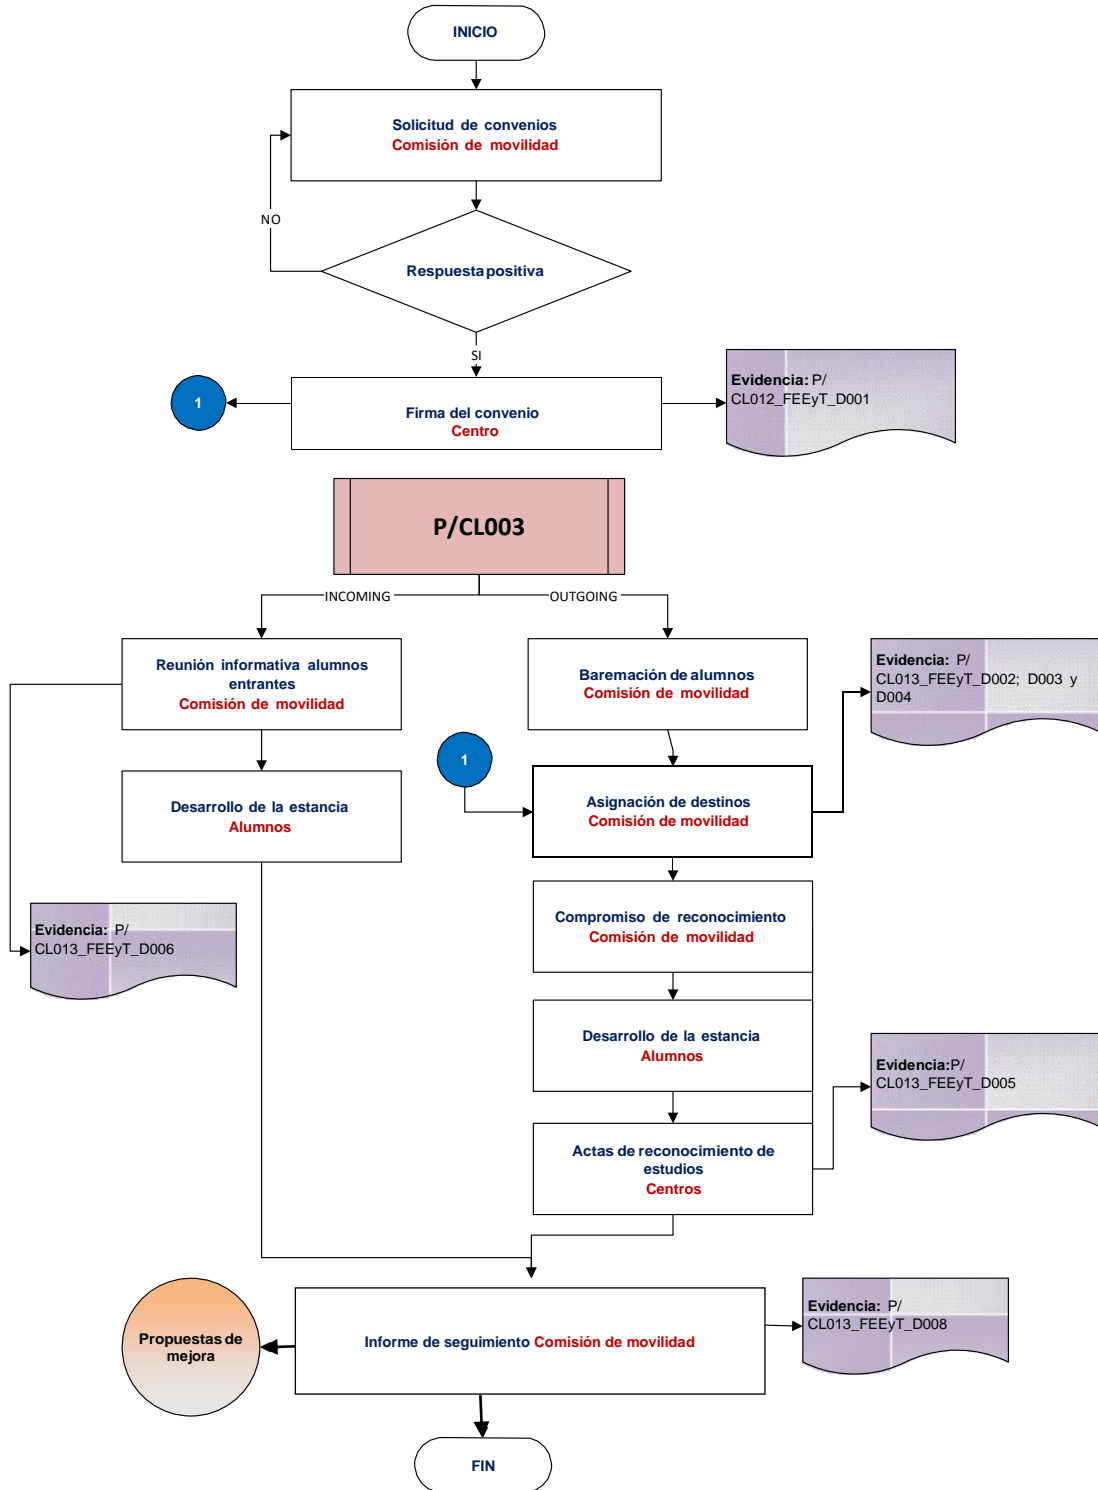 INICIO
Solicitud de convenios
Comisión de movilidad
NO
Respuesta positiva
SI
1
Firma del convenio
Centro
Evidencia: P/
CL012_FEEyT_D001
P/CL003
INCOMING
OUTGOING
Reunión informativa alumnos
entrantes
Comisión de movilidad
Baremación de alumnos
Comisión de movilidad
Evidencia: P/
CL013_FEEyT_D002; D003 y
D004
1
Desarrollo de la estancia
Alumnos
Asignación de destinos
Comisión de movilidad
Compromiso de reconocimiento
Comisión de movilidad
Evidencia: P/
CL013_FEEyT_D006
Desarrollo de la estancia
Alumnos
Evidencia:P/
CL013_FEEyT_D005
Actas de reconocimiento de
estudios
Centros
Propuestas de
mejora
Informe de seguimiento Comisión de movilidad
Evidencia: P/
CL013_FEEyT_D008
FIN